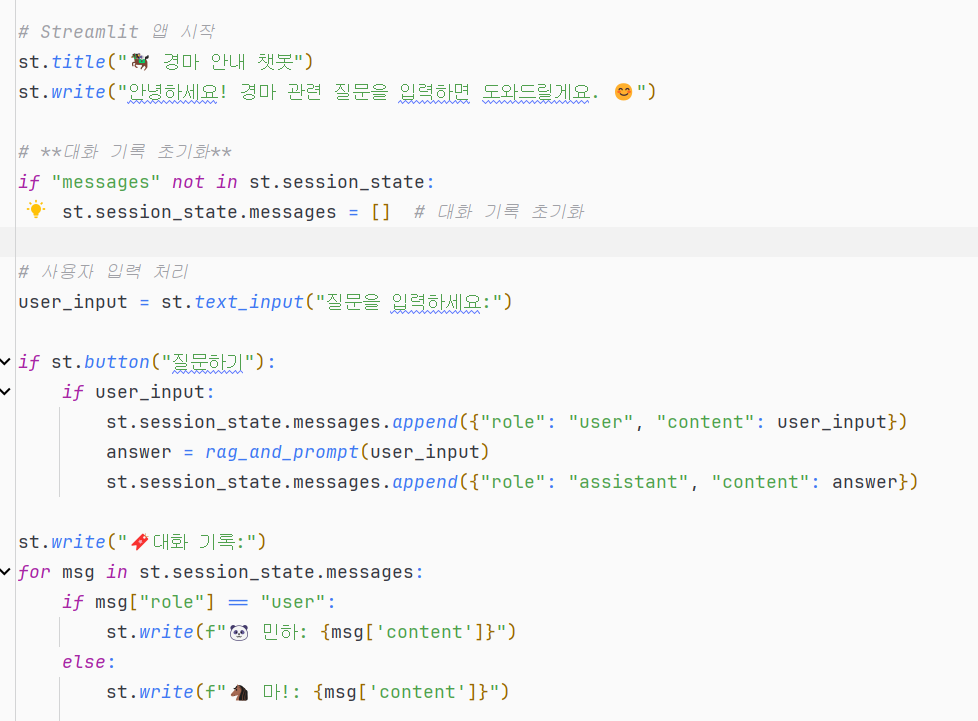 # Streamlit 앱 시작
st.title("🏇 경마 안내 챗봇")
st.write("안녕하세요! 경마 관련 질문을 입력하면 도와드릴게요. 😊")
# **대화 기록 초기화**
if "messages" not in st.session_state:
    st.session_state.messages = []  # 대화 기록 초기화
# 사용자 입력 처리
user_input = st.text_input("질문을 입력하세요:")
if st.button("질문하기"):
    if user_input:
        st.session_state.messages.append({"role": "user", "content": user_input})
        answer = rag_and_prompt(user_input)
        st.session_state.messages.append({"role": "assistant", "content": answer})
st.write("🧨대화 기록:")
for msg in st.session_state.messages:
    if msg["role"] == "user":
        st.write(f"🐼 민하: {msg['content']}")
    else:
        st.write(f"🐴 마!: {msg['content']}")